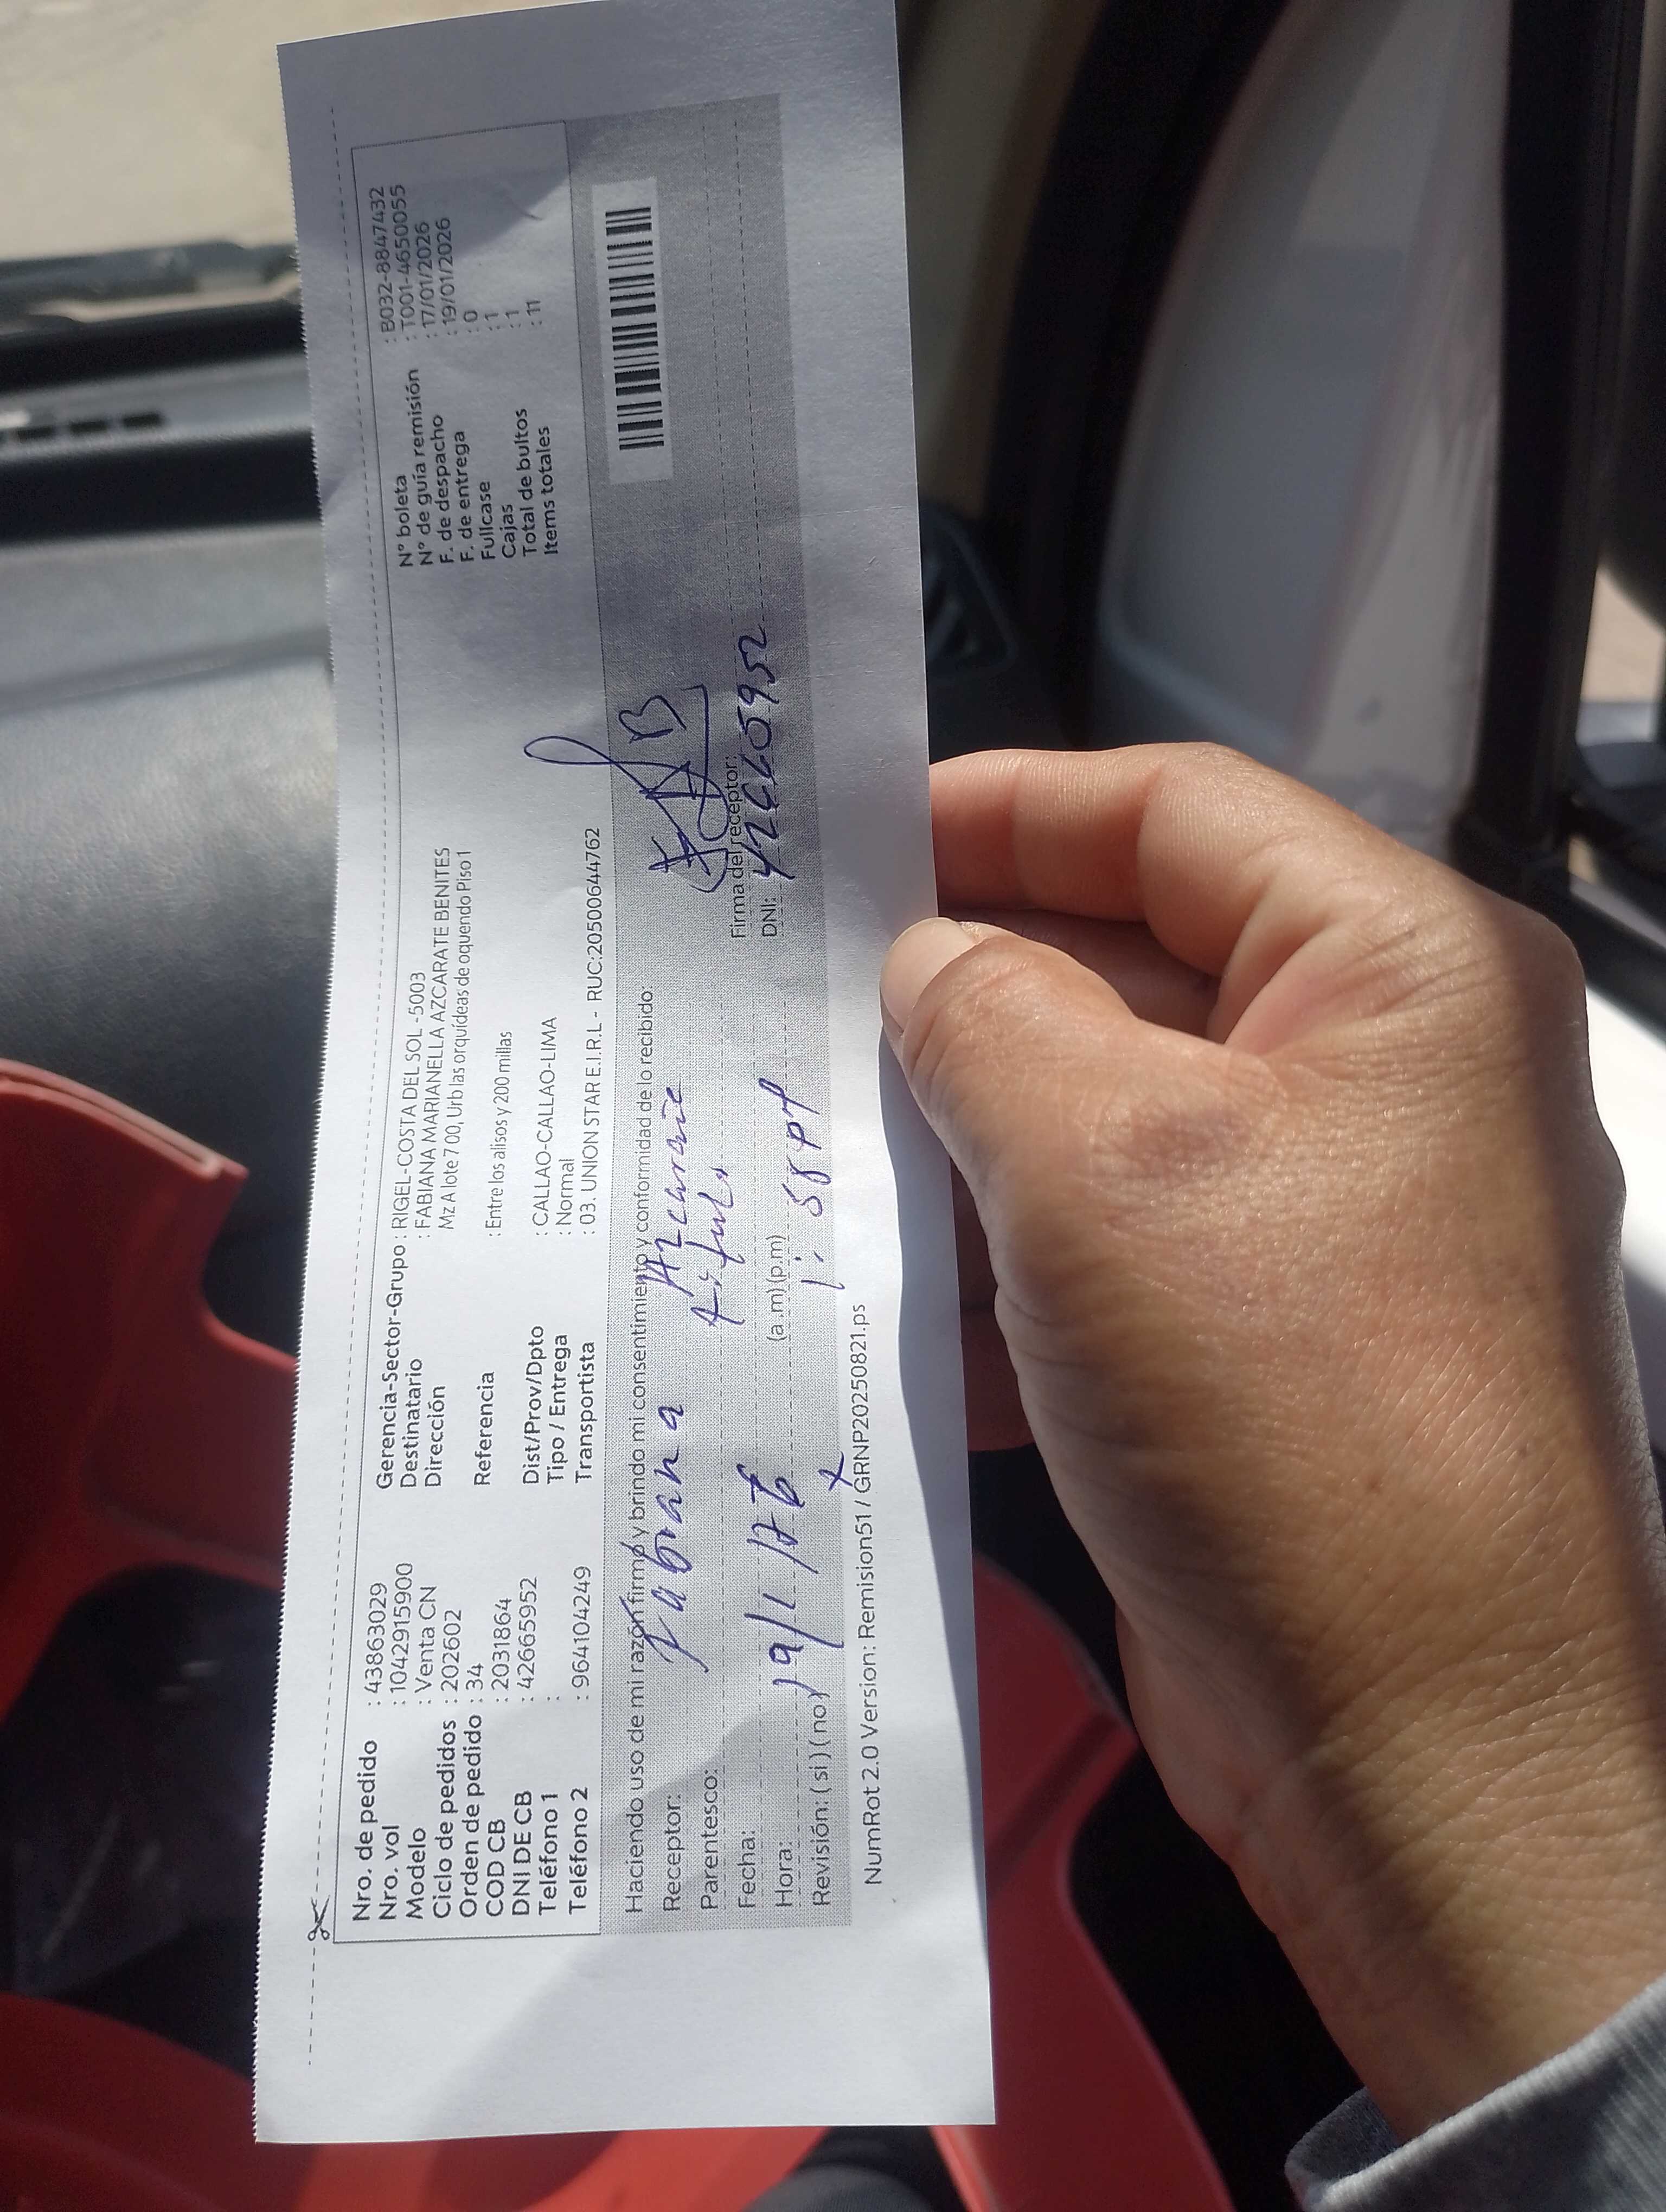 Nro. de pedido : 43863029
Nro. vol : 1042915900
Modelo : Venta CN
Ciclo de pedidos : 202602
Orden de pedido : 34
COD CB : 2031864
DNI DE CB : 42665952
Teléfono 1 :
Teléfono 2 : 964104249
Gerencia-Sector-Grupo : RIGEL-COSTA DEL SOL -5003
Destinatario : FABIANA MARIANELLA AZCARATE BENITES
Dirección Mz A lote 7 00, Urb las orquídeas de oquendo Piso 1
Referencia : Entre los alisos y 200 millas
Dist/Prov/Dpto : CALLAO-CALLAO-LIMA
Tipo / Entrega : Normal
Transportista : 03. UNION STAR E.I.R.L - RUC:20500644762
N° boleta : B032-8847432
N° de guía remisión : T001-4650055
F. de despacho : 17/01/2026
F. de entrega : 19/01/2026
Fullcase : 0
Cajas : 1
Total de bultos : 1
Items totales : 11
Haciendo uso de mi razón firmo y brindo mi consentimiento y conformidad de lo recibido:
Receptor: Fabiana Azcarate
Parentesco:
Fecha: 19/1/26
Hora: (a.m)(p.m) 1:58 pm
Revisión: (si) (no) x
Firma del receptor:
DNI: 42665952
NumRot 2.0 Version: Remision51 / GRNP20250821.ps